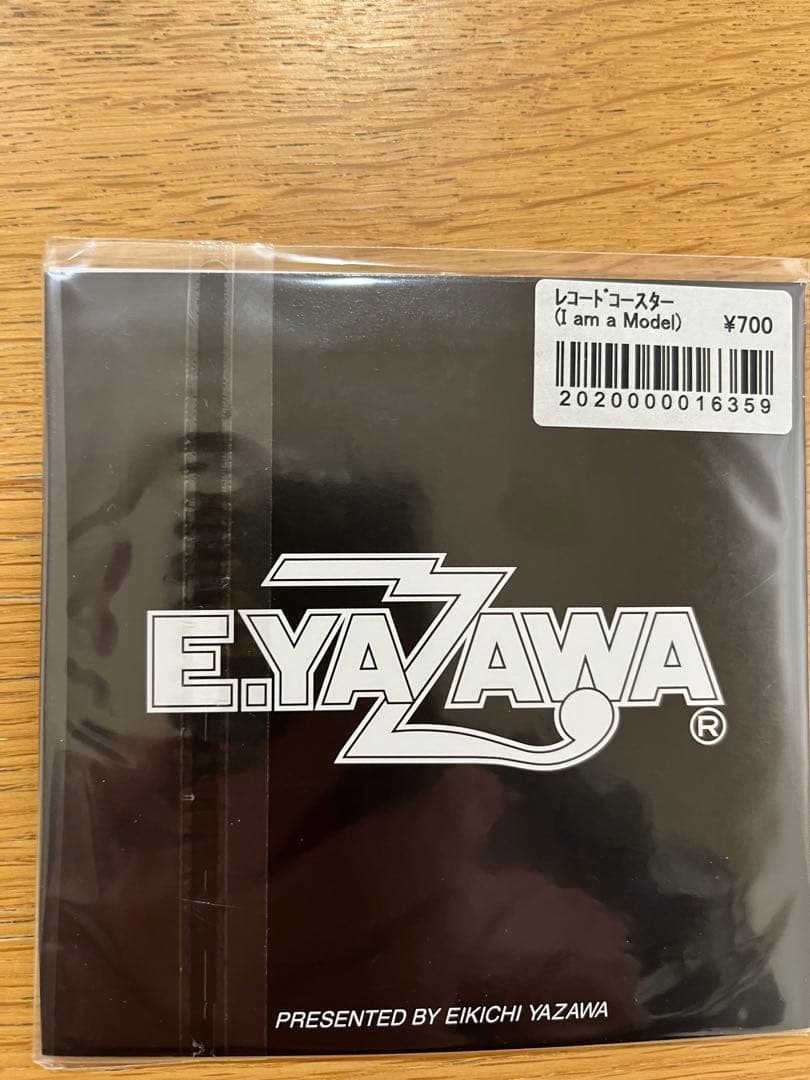 ﾚｺｰﾄﾞｺｰｽﾀｰ
(I am a Model) ¥700
2020000016359
E.YAZAWA
®
PRESENTED BY EIKICHI YAZAWA